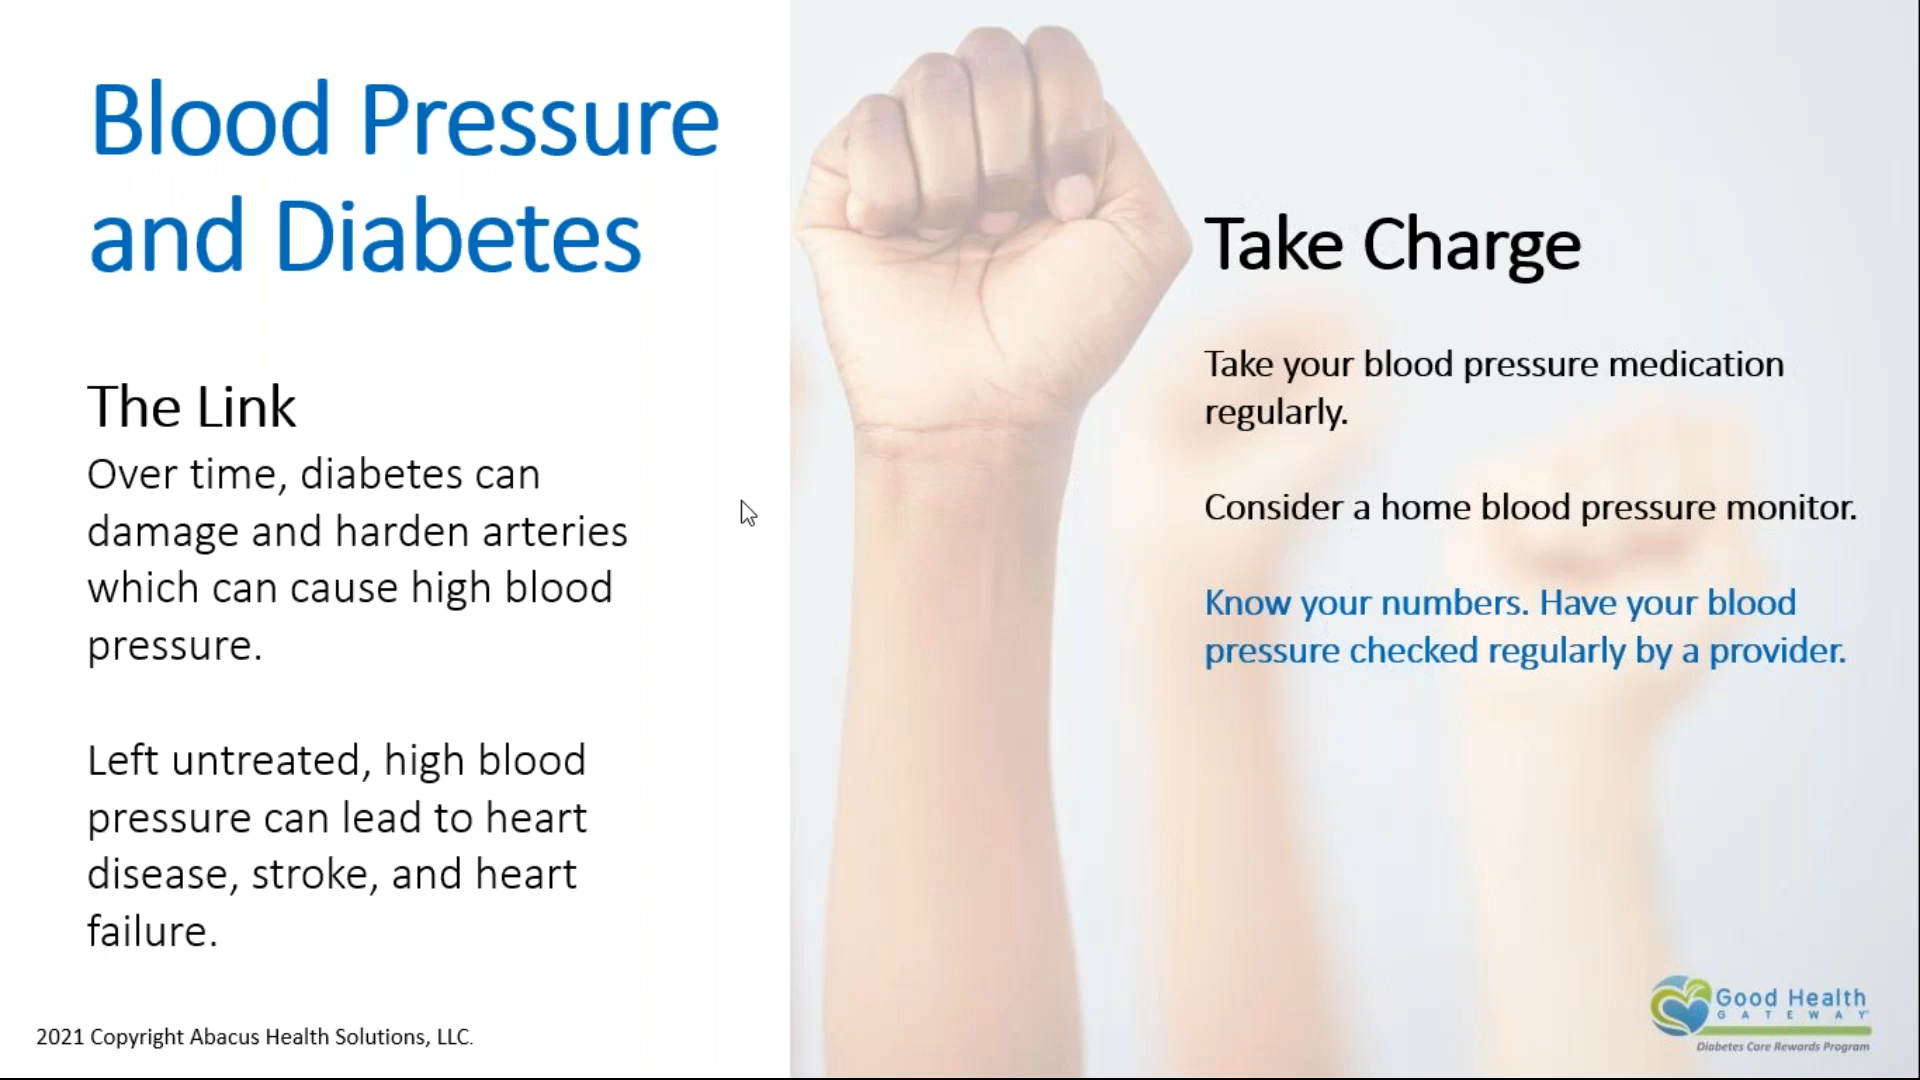 Blood Pressure
and Diabetes
The Link
Over time, diabetes can
damage and harden arteries
which can cause high blood
pressure.
Left untreated, high blood
pressure can lead to heart
disease, stroke, and heart
failure.
2021 Copyright Abacus Health Solutions, LLC.
Take Charge
Take your blood pressure medication
regularly.
Consider a home blood pressure monitor.
Know your numbers. Have your blood
pressure checked regularly by a provider.
Good Health
GATEWAY
Diabetes Care Rewards Program